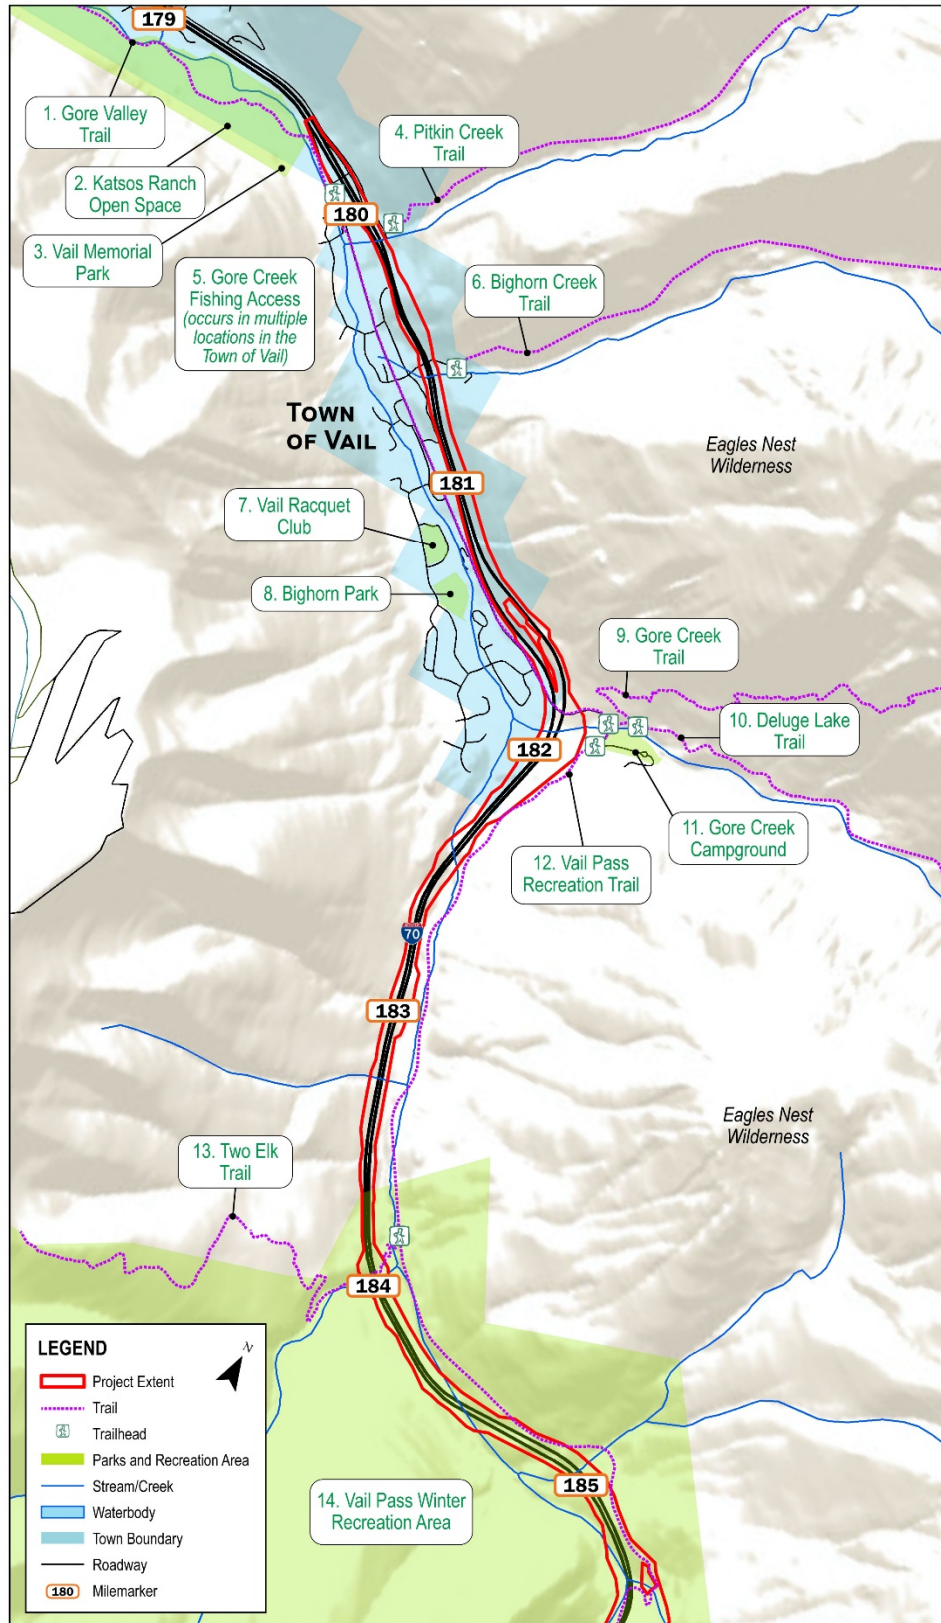 179
1. Gore Valley
Trail
2. Katsos Ranch
Open Space
3. Vail Memorial
Park
4. Pitkin Creek
Trail
180
5. Gore Creek
Fishing Access
(occurs in multiple
locations in the
Town of Vail)
6. Bighorn Creek
Trail
TOWN
OF VAIL
Eagles Nest
Wilderness
181
7. Vail Racquet
Club
8. Bighorn Park
9. Gore Creek
Trail
10. Deluge Lake
Trail
182
11. Gore Creek
Campground
12. Vail Pass
Recreation Trail
70
183
Eagles Nest
Wilderness
13. Two Elk
Trail
184
185
14. Vail Pass Winter
Recreation Area
LEGEND
N
Project Extent
Trail
Trailhead
Parks and Recreation Area
Stream/Creek
Waterbody
Town Boundary
Roadway
180 Milemarker